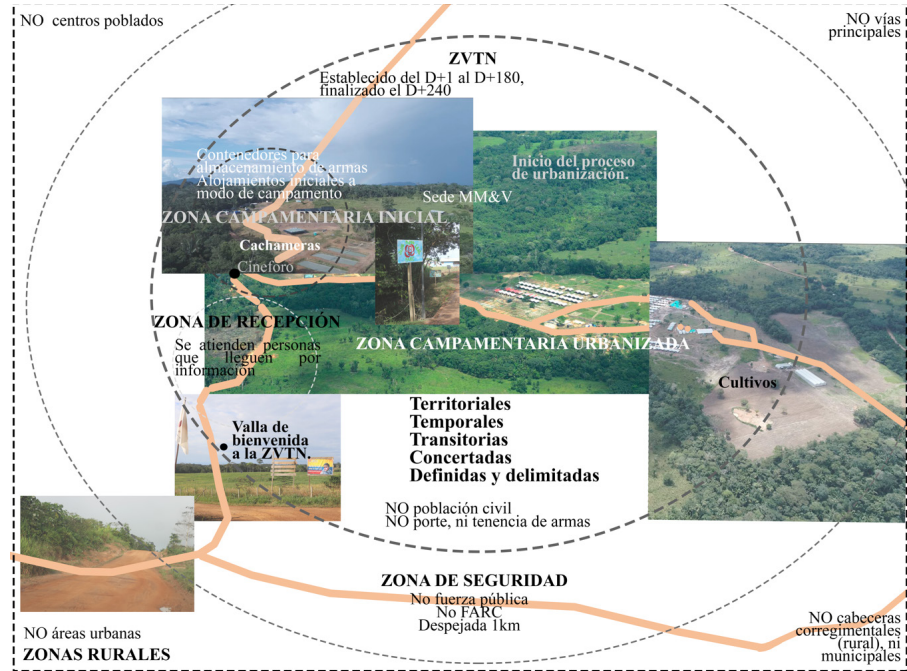 NO centros poblados
NO vías
principales
ZVTN
Establecido del D+1 al D+180,
finalizado el D+240
Contenedores para
almacenamiento de armas
Alojamientos iniciales a
modo de campamento
Inicio del proceso
de urbanización.
Sede MM&V
ZONA CAMPAMENTARIA INICIAL
Cachameras
Cineforo
ZONA DE RECEPCIÓN
Se atienden personas
que lleguen por
información
ZONA CAMPAMENTARIA URBANIZADA
Cultivos
Valla de
bienvenida
a la ZVTN.
Territoriales
Temporales
Transitorias
Concertadas
Definidas y delimitadas
NO población civil
NO porte, ni tenencia de armas
ZONA DE SEGURIDAD
No fuerza pública
No FARC
Despejada 1km
NO áreas urbanas
ZONAS RURALES
NO cabeceras
corregimentales
(rural), ni
municipales